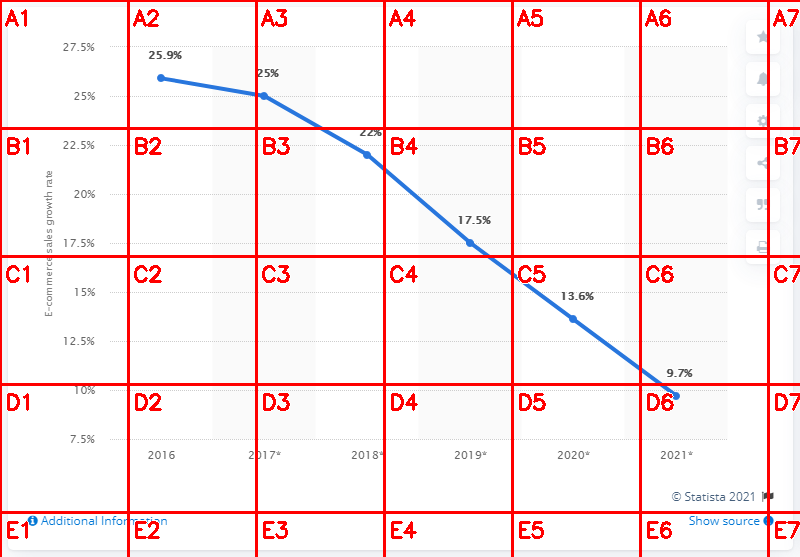 A1 A2 A3 A4 A5 A6 A7
27.5%
25.9%
25%
25%
B1 B2 B3 B4 B5 B6 B7
22%
22.5%
20%
17.5%
17.5%
E-commerce sales growth rate
C1 C2 C3 C4 C5 C6 C7
15%
13.6%
12.5%
9.7%
10%
D1 D2 D3 D4 D5 D6 D7
7.5%
2016 2017* 2018* 2019* 2020* 2021*
© Statista 2021
Additional Information Show source
E1 E2 E3 E4 E5 E6 E7